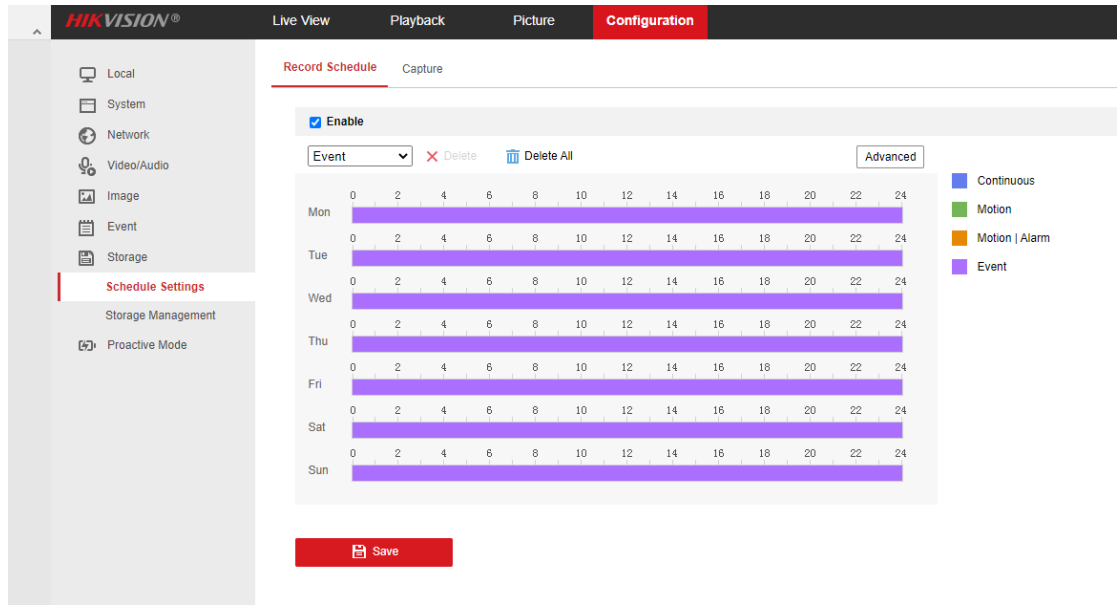 HIKVISION® Live View Playback Picture Configuration
Local
System
Network
Video/Audio
Image
Event
Storage
Schedule Settings
Storage Management
Proactive Mode
Record Schedule Capture
Enable
Event Delete Delete All Advanced
0 2 4 6 8 10 12 14 16 18 20 22 24
Mon
0 2 4 6 8 10 12 14 16 18 20 22 24
Tue
0 2 4 6 8 10 12 14 16 18 20 22 24
Wed
0 2 4 6 8 10 12 14 16 18 20 22 24
Thu
0 2 4 6 8 10 12 14 16 18 20 22 24
Fri
0 2 4 6 8 10 12 14 16 18 20 22 24
Sat
0 2 4 6 8 10 12 14 16 18 20 22 24
Sun
Continuous
Motion
Motion | Alarm
Event
Save